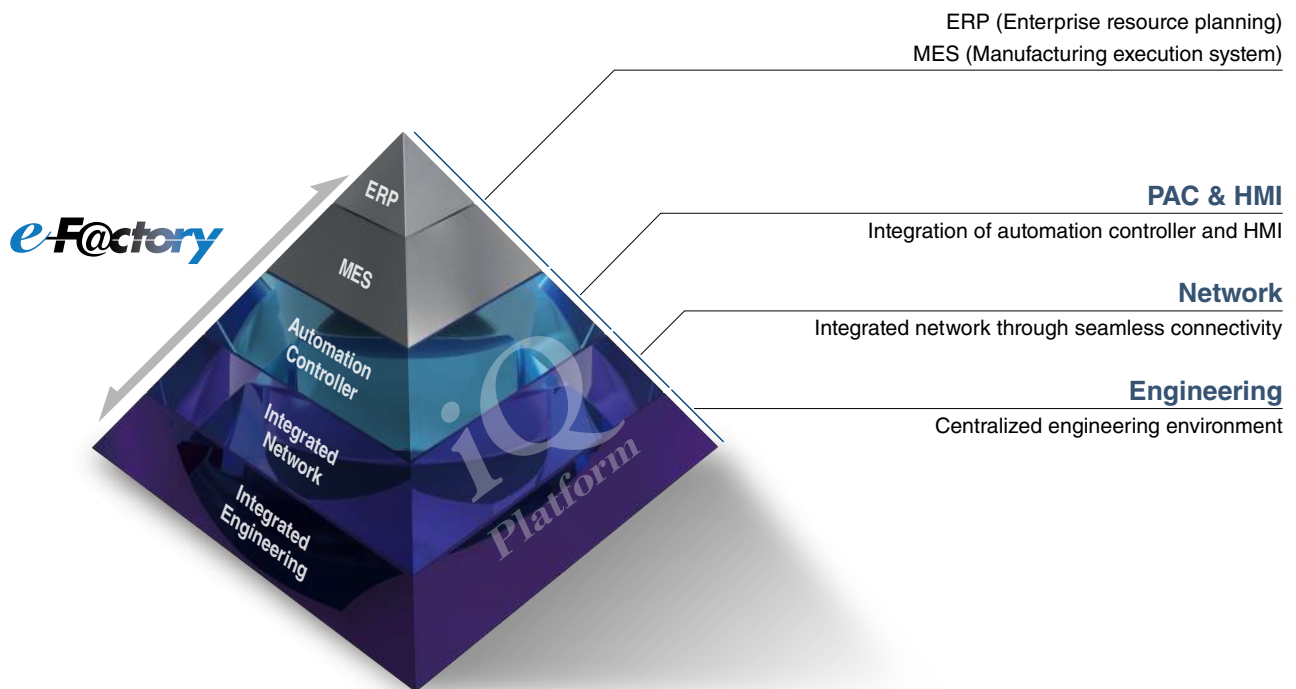 ERP (Enterprise resource planning)
MES (Manufacturing execution system)
PAC & HMI
Integration of automation controller and HMI
Network
Integrated network through seamless connectivity
Engineering
Centralized engineering environment
e-F@ctory
ERP
MES
Automation
Controller
Integrated
Network
Integrated
Engineering
iQ
Platform